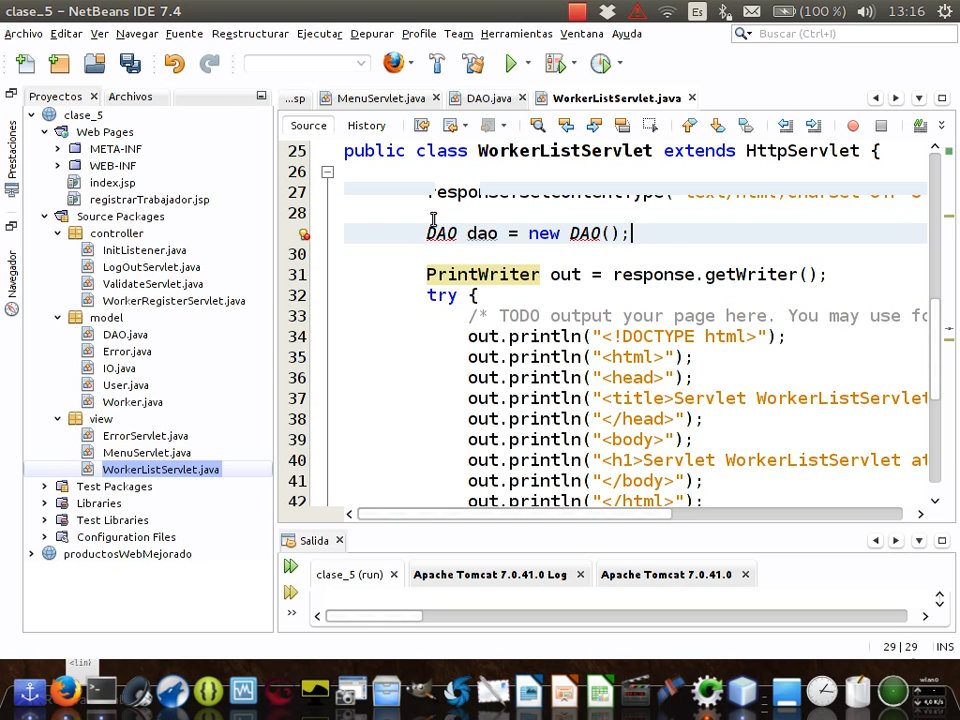 clase_5 - NetBeans IDE 7.4
Es
(100 %)
13:16
Archivo Editar Ver Navegar Fuente Refactorizar Ejecutar Depurar Profile Team Herramientas Ventana Ayuda
Buscar (Ctrl+I)
Proyectos
Archivos
...sp
MenuServlet.java
DAO.java
WorkerListServlet.java
Prestaciones
Navegador
clase_5
Web Pages
META-INF
WEB-INF
index.jsp
registrarTrabajador.jsp
Source Packages
controller
InitListener.java
LogOutServlet.java
ValidateServlet.java
WorkerRegisterServlet.java
model
DAO.java
Error.java
IO.java
User.java
Worker.java
view
ErrorServlet.java
MenuServlet.java
WorkerListServlet.java
Test Packages
Libraries
Test Libraries
Configuration Files
productosWebMejorado
Source History
25 public class WorkerListServlet extends HttpServlet {
26
27
28
DAO dao = new DAO();
30
31 PrintWriter out = response.getWriter();
32 try {
33 /* TODO output your page here. You may use fo
34 out.println("<!DOCTYPE html>");
35 out.println("<html>");
36 out.println("<head>");
37 out.println("<title>Servlet WorkerListServlet
38 out.println("</head>");
39 out.println("<body>");
40 out.println("<h1>Servlet WorkerListServlet at
41 out.println("</body>");
42 out.println("</html>");
Salida
clase_5 (run)
Apache Tomcat 7.0.41.0 Log
Apache Tomcat 7.0.41.0
29 | 29 INS
wlan0